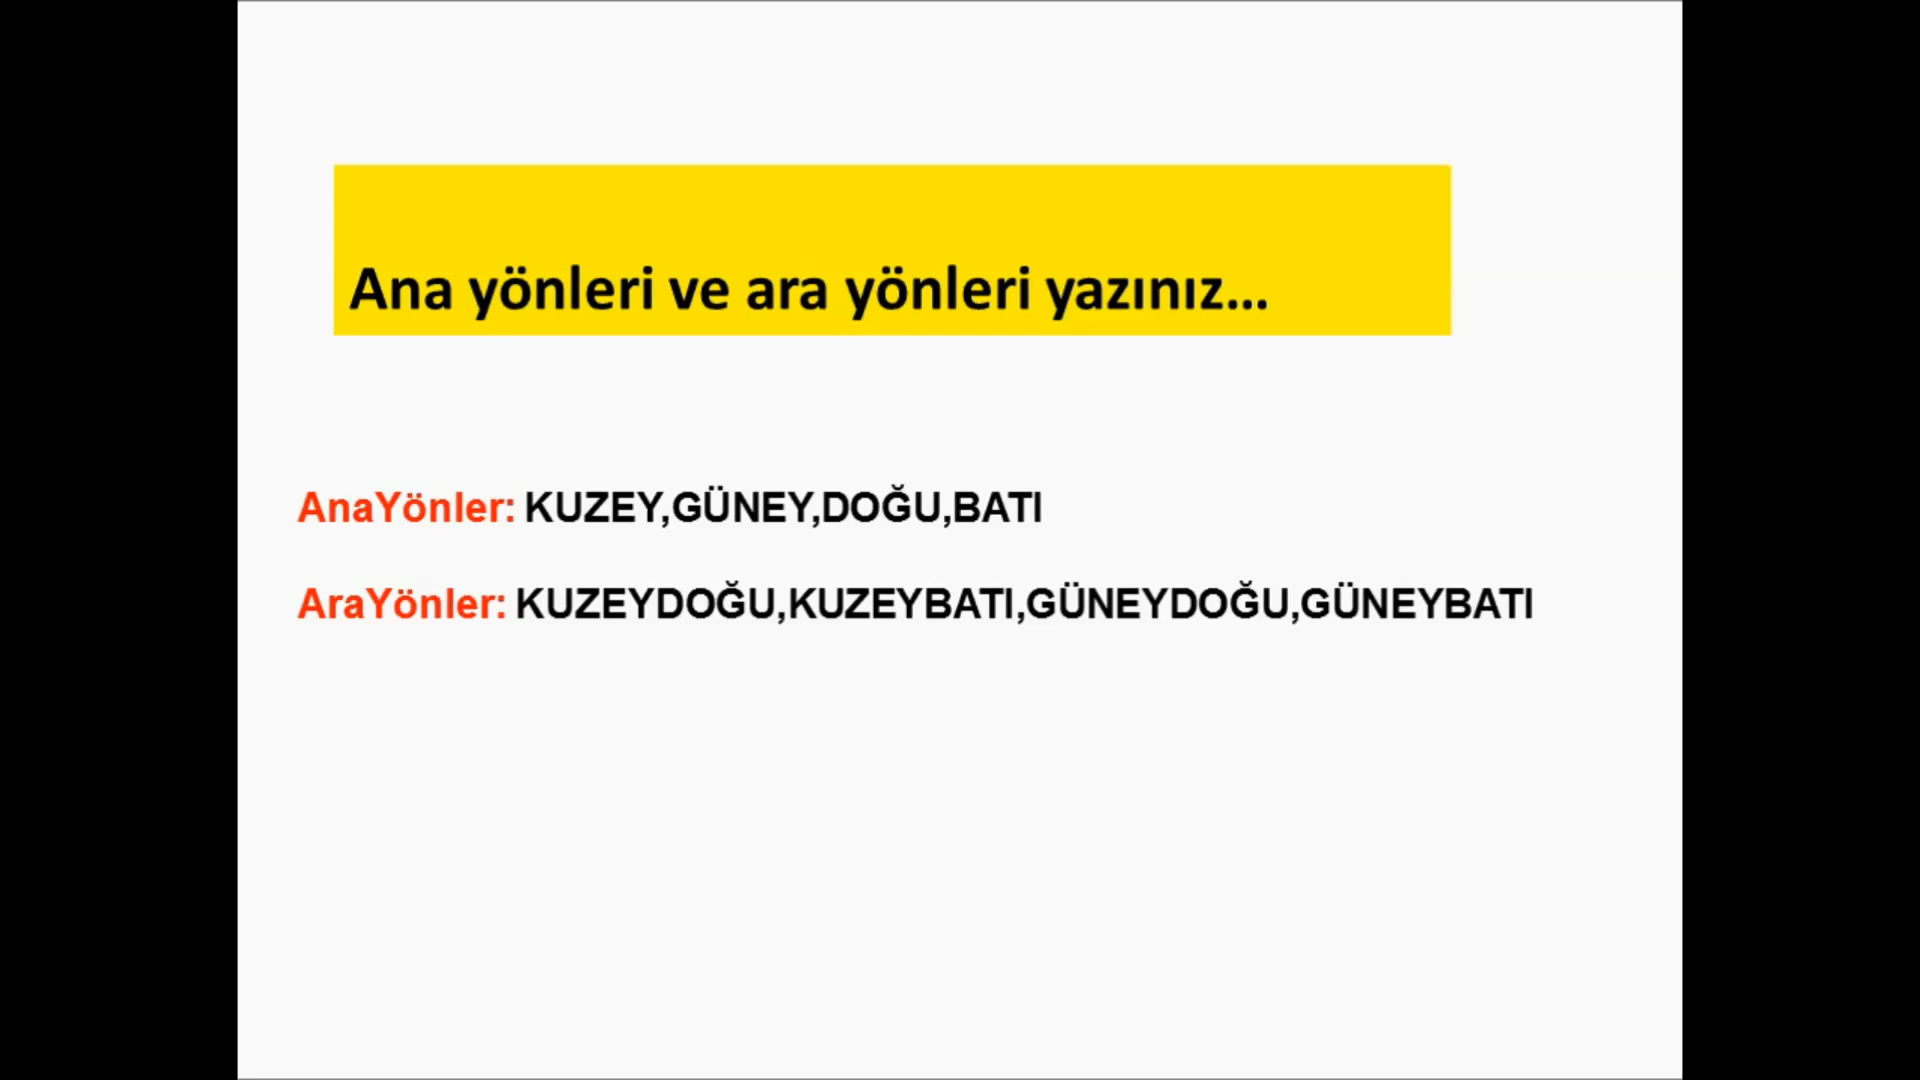 Ana yönleri ve ara yönleri yazınız...
AnaYönler: KUZEY,GÜNEY,DOĞU,BATI
AraYönler: KUZEYDOĞU,KUZEYBATI,GÜNEYDOĞU,GÜNEYBATI